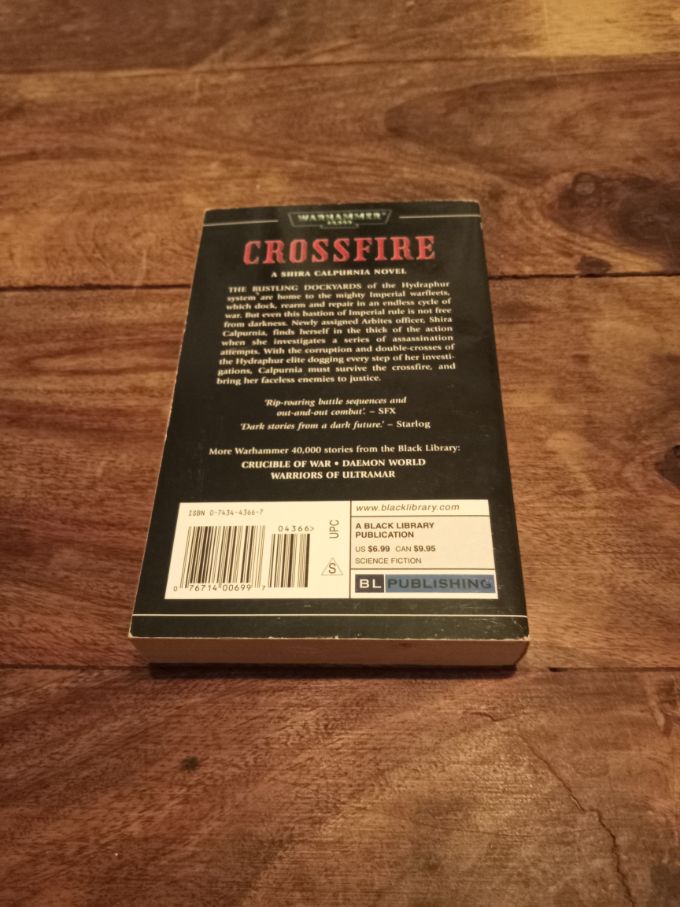 WARHAMMER
40,000
CROSSFIRE
A SHIRA CALPURNIA NOVEL
THE BUSTLING DOCKYARDS of the Hydraphur
system are home to the mighty Imperial warfleets,
which dock, rearm and repair in an endless cycle of
war. But even this bastion of Imperial rule is not free
from darkness. Newly assigned Arbites officer, Shira
Calpurnia, finds herself in the thick of the action
when she investigates a series of assassination
attempts. With the corruption and double-crosses of
the Hydraphur elite dogging every step of her investi-
gations, Calpurnia must survive the crossfire, and
bring her faceless enemies to justice.
'Rip-roaring battle sequences and
out-and-out combat'. – SFX
'Dark stories from a dark future.' – Starlog
More Warhammer 40,000 stories from the Black Library:
CRUCIBLE OF WAR • DAEMON WORLD
WARRIORS OF ULTRAMAR
ISBN 0-7434-4366-7
04366>
UPC
S
0 76714 00699 7
www.blacklibrary.com
A BLACK LIBRARY
PUBLICATION
US $6.99 CAN $9.95
SCIENCE FICTION
BL PUBLISHING